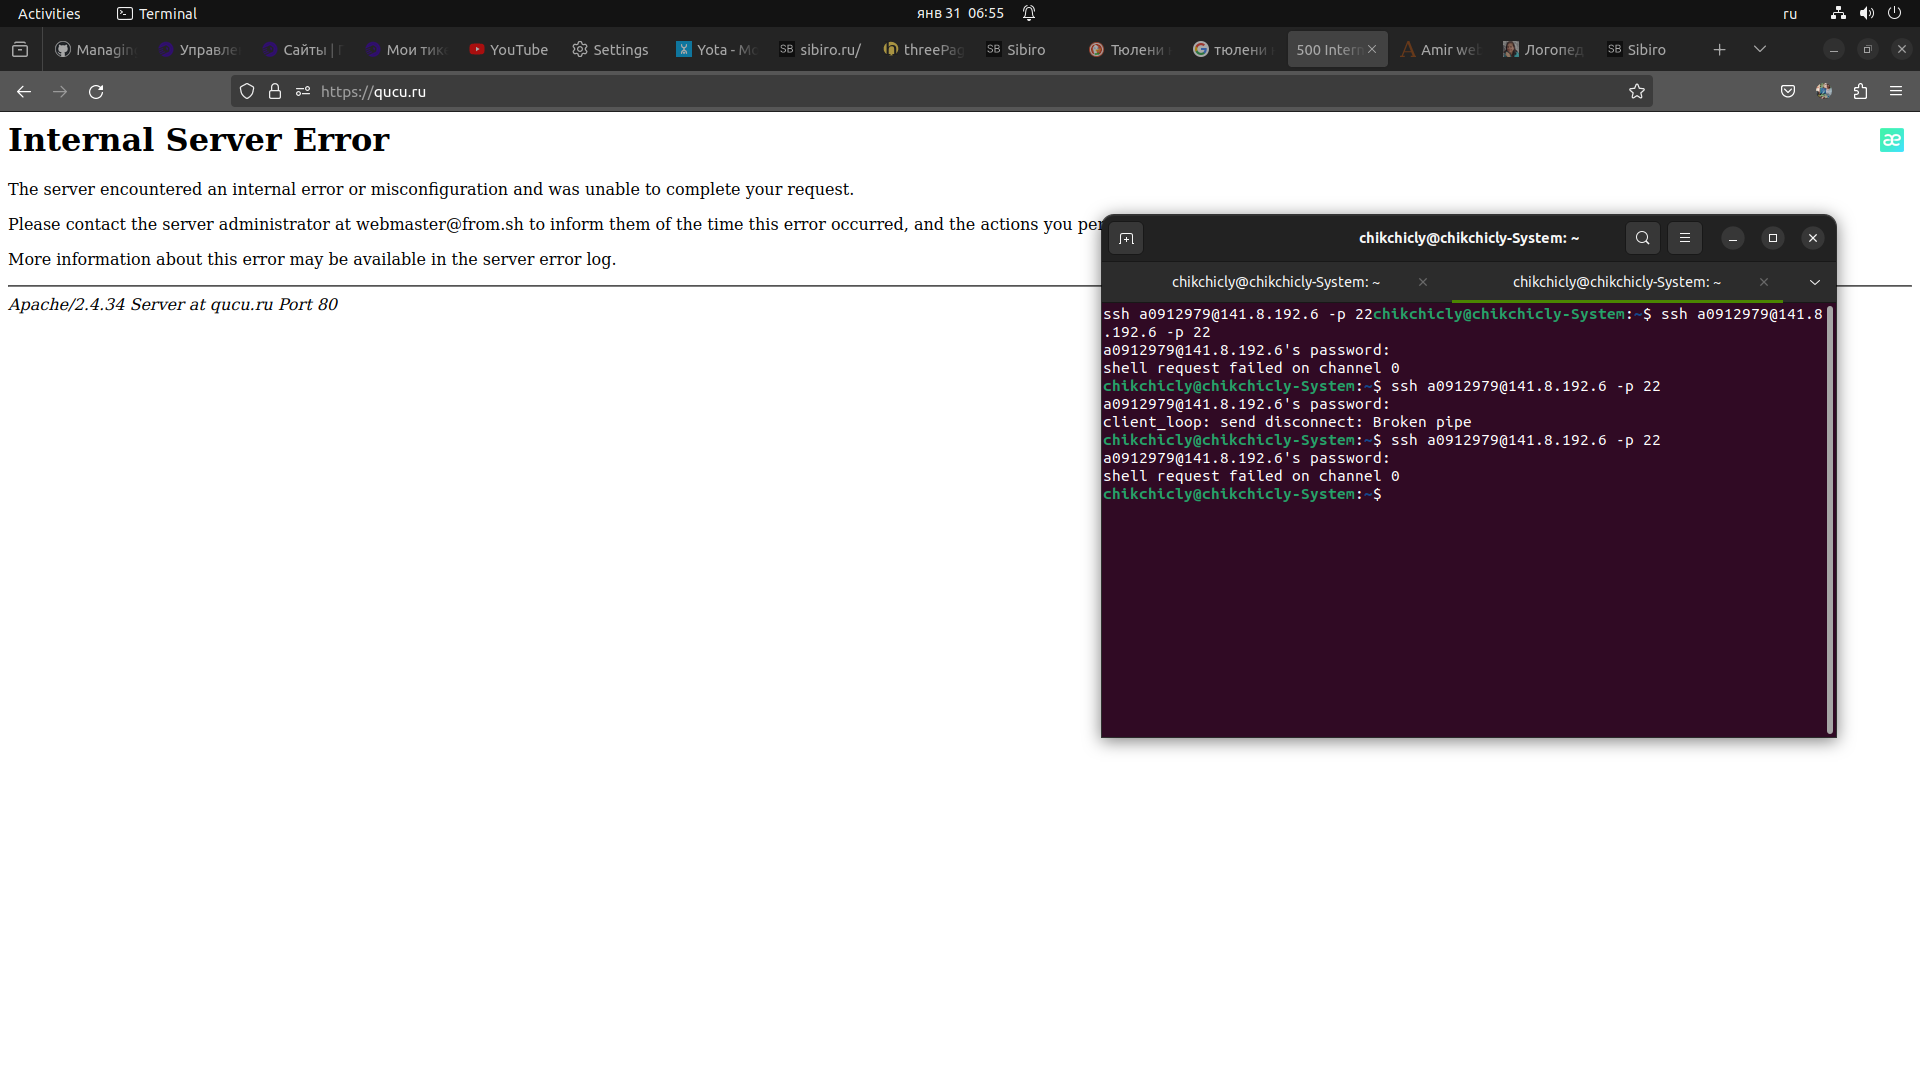 Activities
Terminal
янв 31 06:55
ru
Managin
Управле
Сайты | Г
Мои тик
YouTube
Settings
Yota - Mo
sibiro.ru/
threePag
SB Sibiro
Тюлени
тюлени
500 Intern
Amir web
Логопед
SB Sibiro
https://qucu.ru
Internal Server Error
æ
The server encountered an internal error or misconfiguration and was unable to complete your request.
Please contact the server administrator at webmaster@from.sh to inform them of the time this error occurred, and the actions you per
More information about this error may be available in the server error log.
Apache/2.4.34 Server at qucu.ru Port 80
chikchicly@chikchicly-System: ~
chikchicly@chikchicly-System: ~
chikchicly@chikchicly-System: ~
ssh a0912979@141.8.192.6 -p 22chikchicly@chikchicly-System:~$ ssh a0912979@141.8
.192.6 -p 22
a0912979@141.8.192.6's password:
shell request failed on channel 0
chikchicly@chikchicly-System:~$ ssh a0912979@141.8.192.6 -p 22
a0912979@141.8.192.6's password:
client_loop: send disconnect: Broken pipe
chikchicly@chikchicly-System:~$ ssh a0912979@141.8.192.6 -p 22
a0912979@141.8.192.6's password:
shell request failed on channel 0
chikchicly@chikchicly-System:~$